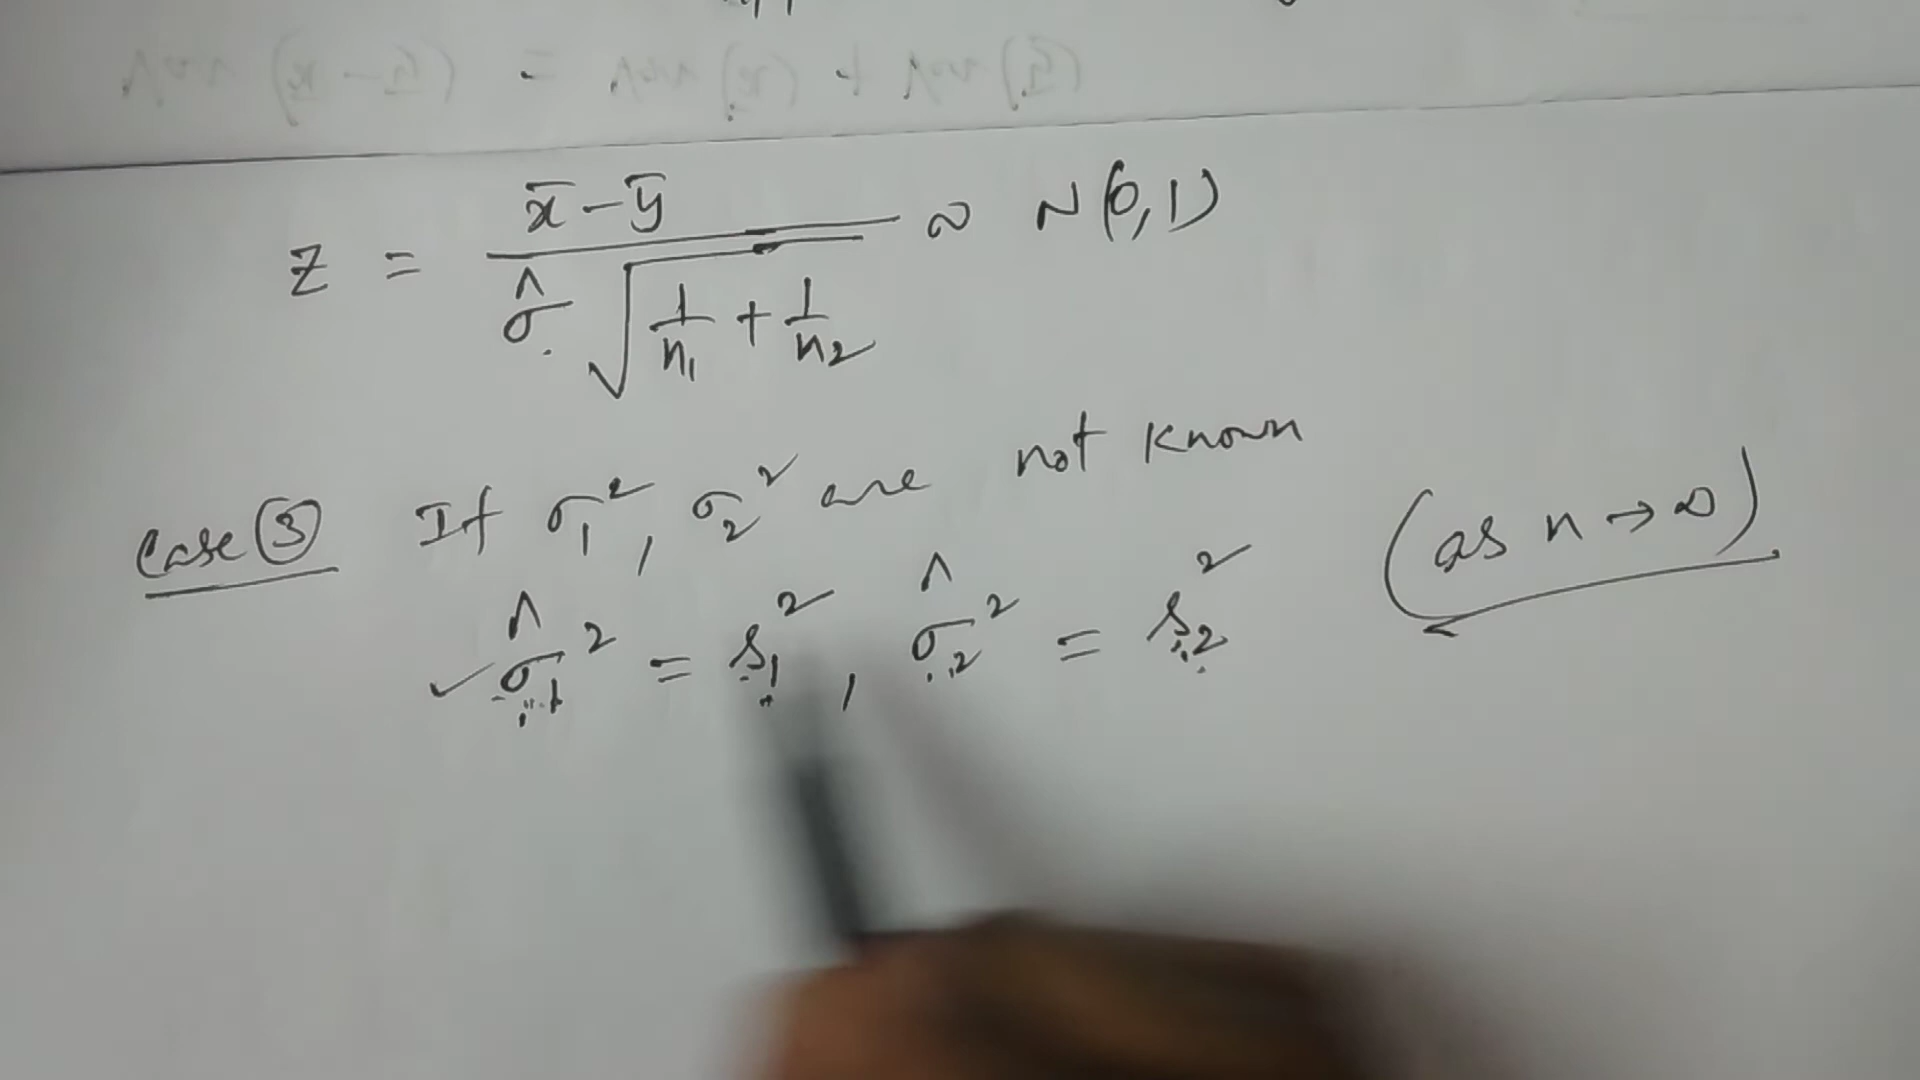 z = x̄ - ȳ / σ̂ √(1/n₁ + 1/n₂) ~ N(0,1)
Case ③ If σ₁², σ₂² are not known
✓ σ̂₁² = s₁², σ̂₂² = s₂² (as n → ∞)